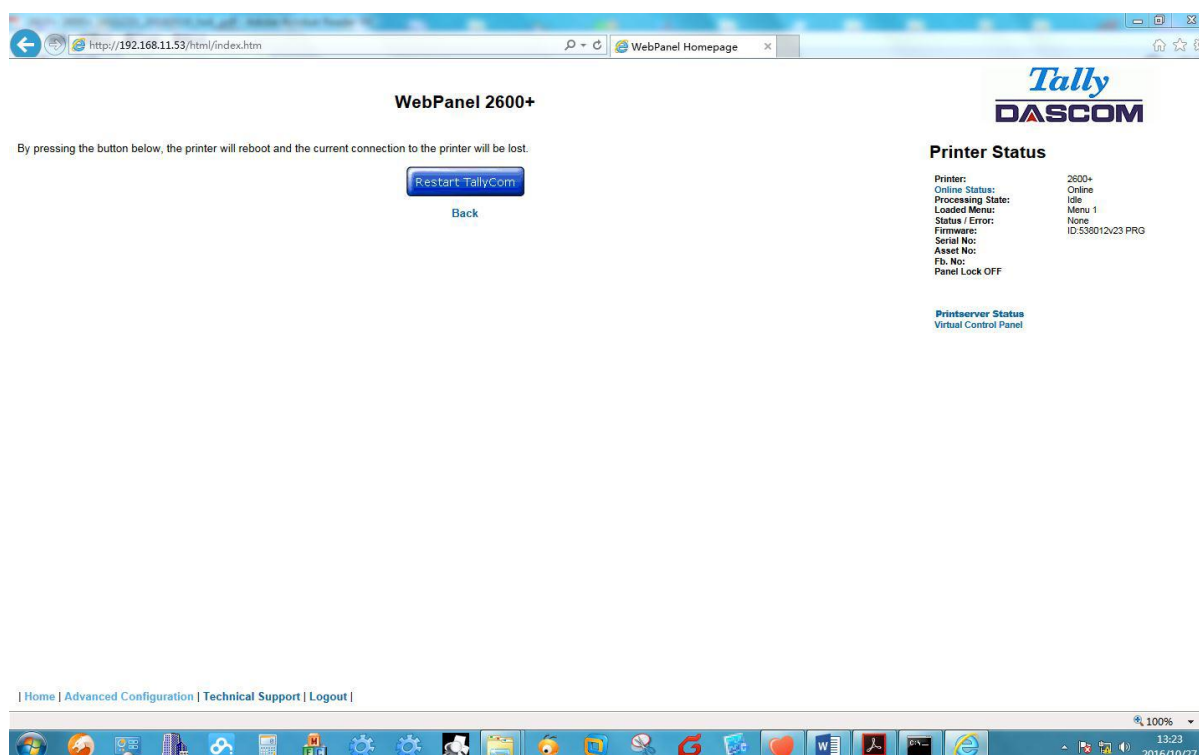 http://192.168.11.53/html/index.htm
WebPanel Homepage
Tally
DASCOM
WebPanel 2600+
By pressing the button below, the printer will reboot and the current connection to the printer will be lost.
Restart TallyCom
Back
Printer Status
Printer: 2600+
Online Status: Online
Processing State: Idle
Loaded Menu: Menu 1
Status / Error: None
Firmware: ID:538012v23 PRG
Serial No:
Asset No:
Fb. No:
Panel Lock OFF
Printserver Status
Virtual Control Panel
| Home | Advanced Configuration | Technical Support | Logout |
100%
13:23